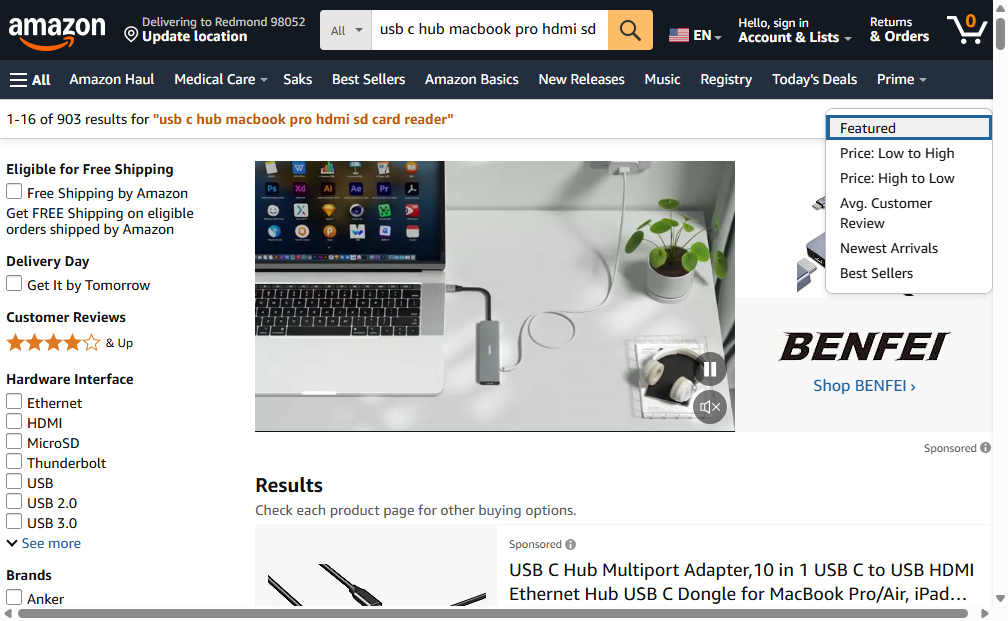 amazon
Delivering to Redmond 98052
Update location
All
usb c hub macbook pro hdmi sd
EN
Hello, sign in
Account & Lists
Returns
& Orders
0
All
Amazon Haul
Medical Care
Saks
Best Sellers
Amazon Basics
New Releases
Music
Registry
Today's Deals
Prime
1-16 of 903 results for "usb c hub macbook pro hdmi sd card reader"
Featured
Price: Low to High
Price: High to Low
Avg. Customer
Review
Newest Arrivals
Best Sellers
Eligible for Free Shipping
Free Shipping by Amazon
Get FREE Shipping on eligible
orders shipped by Amazon
Delivery Day
Get It by Tomorrow
Customer Reviews
& Up
Hardware Interface
Ethernet
HDMI
MicroSD
Thunderbolt
USB
USB 2.0
USB 3.0
See more
Brands
Anker
Ps
Xd
Ai
Ae
Pr
BENFEI
Shop BENFEI ›
Sponsored
Results
Check each product page for other buying options.
Sponsored
USB C Hub Multiport Adapter,10 in 1 USB C to USB HDMI
Ethernet Hub USB C Dongle for MacBook Pro/Air, iPad…